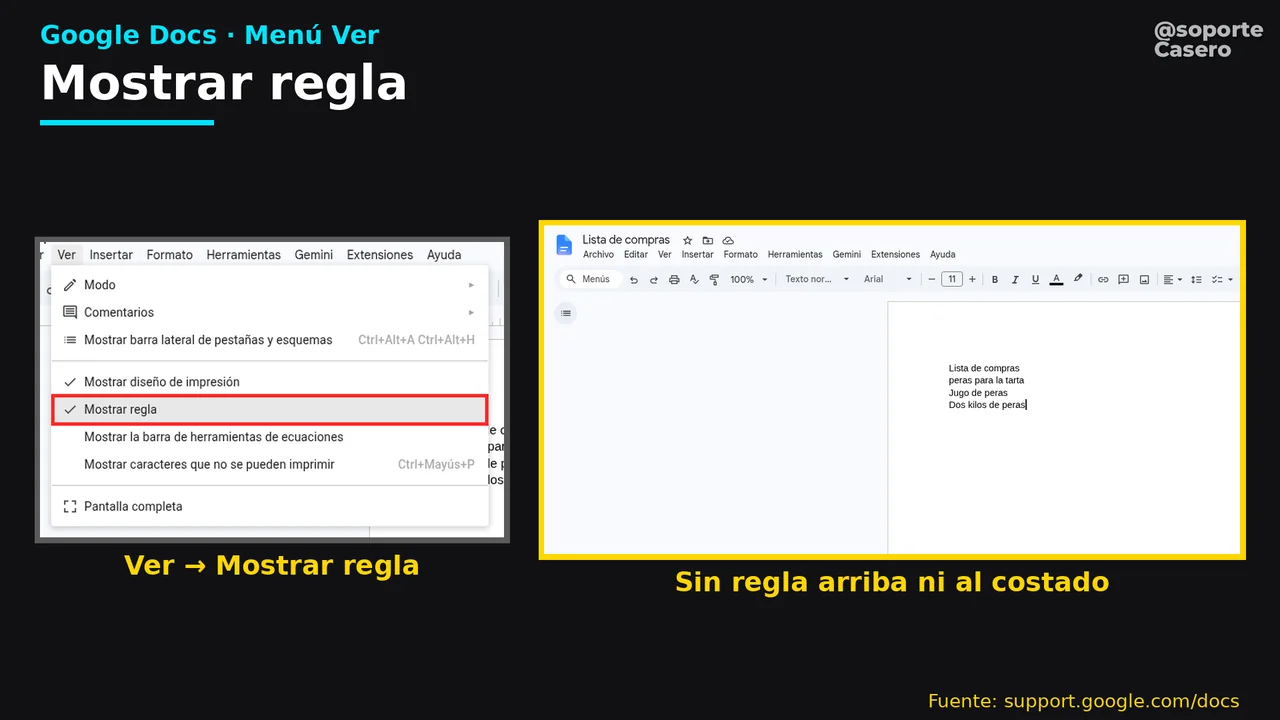 Google Docs · Menú Ver
Mostrar regla
@soporte
Casero
Ver Insertar Formato Herramientas Gemini Extensiones Ayuda
Modo
Comentarios
Mostrar barra lateral de pestañas y esquemas Ctrl+Alt+A Ctrl+Alt+H
Mostrar diseño de impresión
Mostrar regla
Mostrar la barra de herramientas de ecuaciones
Mostrar caracteres que no se pueden imprimir Ctrl+Mayús+P
Pantalla completa
Ver → Mostrar regla
Lista de compras
Archivo Editar Ver Insertar Formato Herramientas Gemini Extensiones Ayuda
Menús 100% Texto nor... Arial 11 B I U A
Lista de compras
peras para la tarta
Jugo de peras
Dos kilos de peras
Sin regla arriba ni al costado
Fuente: support.google.com/docs